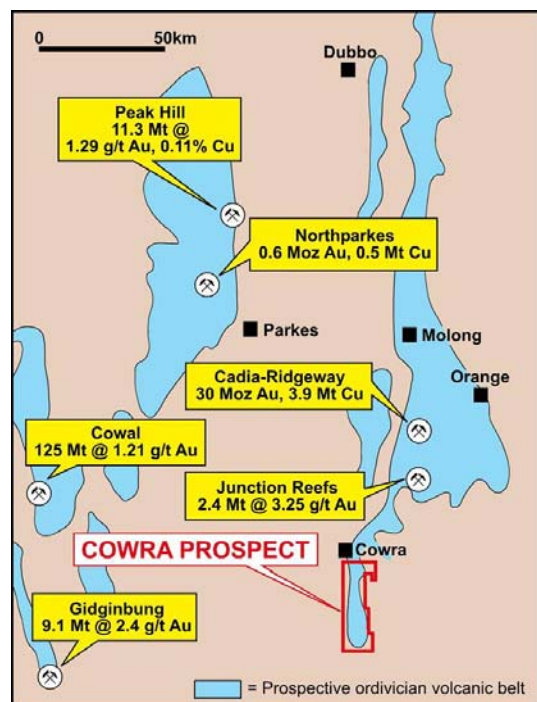 50km
Dubbo
Peak Hill
11.3 Mt @
1.29 g/t Au, 0.11% Cu
Northparkes
0.6 Moz Au, 0.5 Mt Cu
Parkes
Molong
Cadia-Ridgeway
30 Moz Au, 3.9 Mt Cu
Orange
Cowal
125 Mt @ 1.21 g/t Au
Junction Reefs
2.4 Mt @ 3.25 g/t Au
COWRA PROSPECT
Cowra
Gidginbung
9.1 Mt @ 2.4 g/t Au
= Prospective ordivician volcanic belt